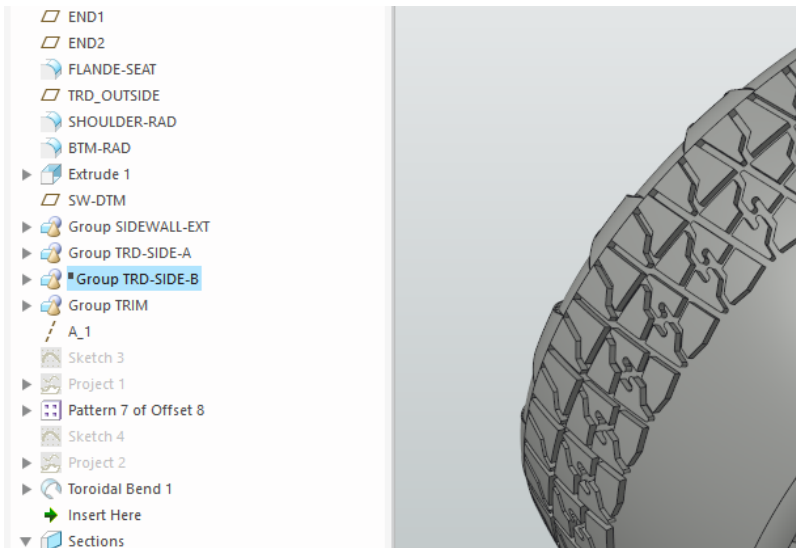 END1
END2
FLANDE-SEAT
TRD_OUTSIDE
SHOULDER-RAD
BTM-RAD
Extrude 1
SW-DTM
Group SIDEWALL-EXT
Group TRD-SIDE-A
Group TRD-SIDE-B
Group TRIM
A_1
Sketch 3
Project 1
Pattern 7 of Offset 8
Sketch 4
Project 2
Toroidal Bend 1
Insert Here
Sections